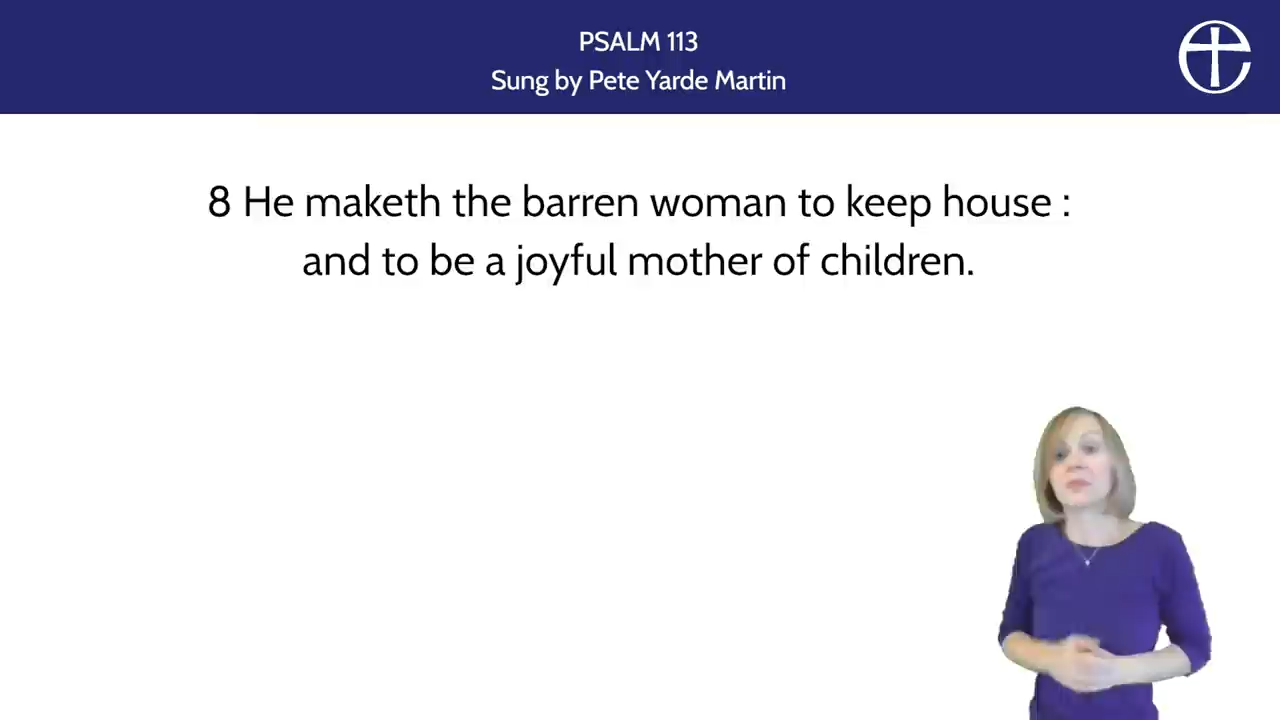 PSALM 113
Sung by Pete Yarde Martin
8 He maketh the barren woman to keep house :
and to be a joyful mother of children.